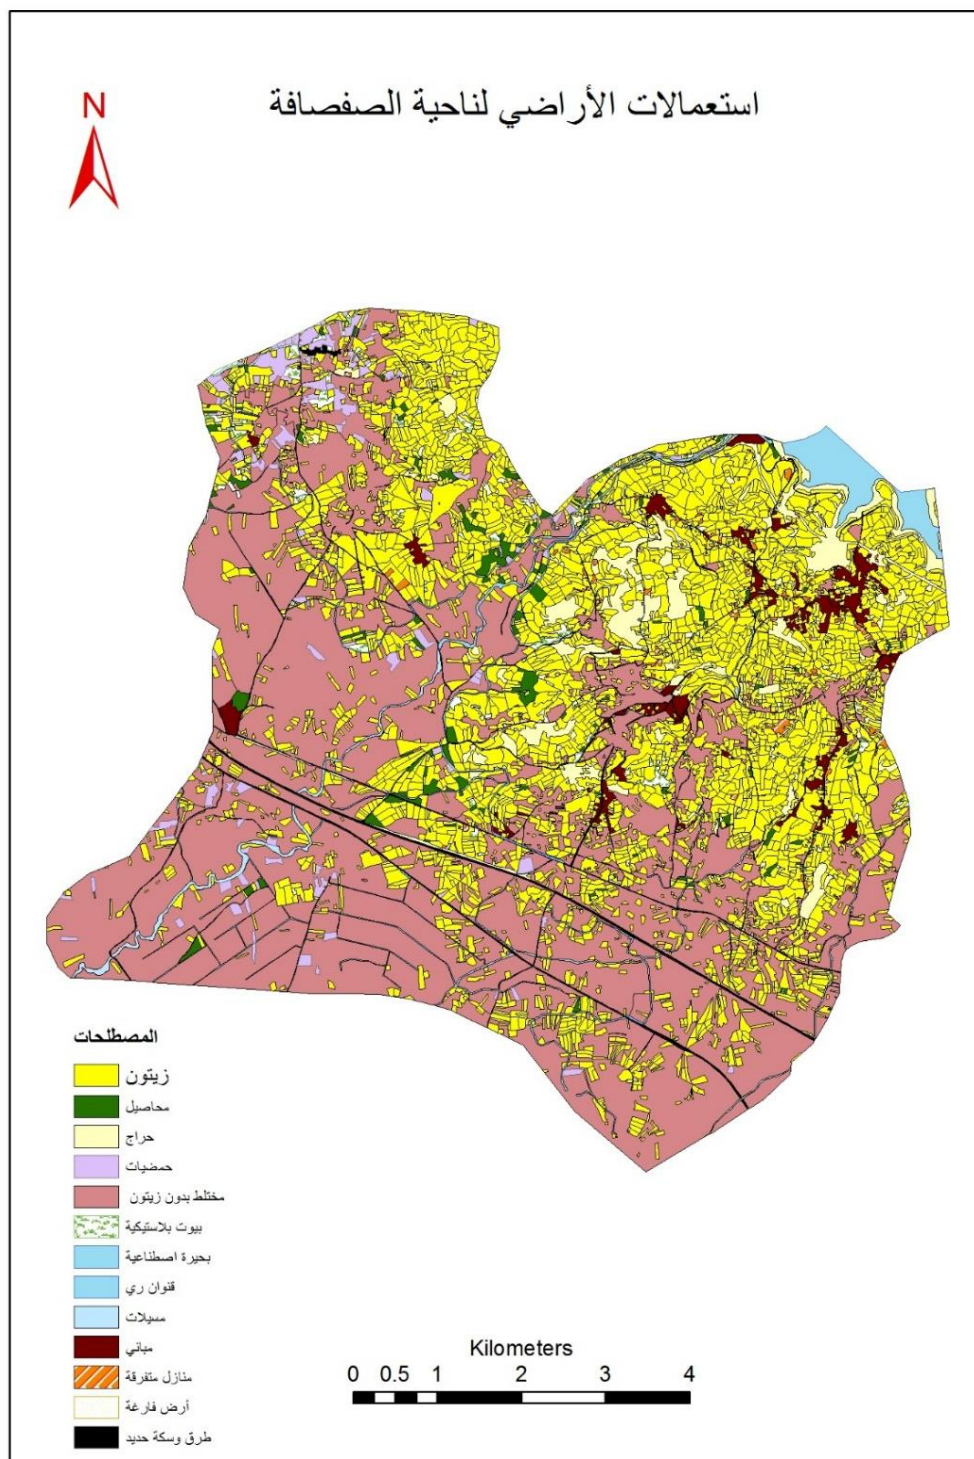 استعمالات الأراضي لناحية الصفصافة
N
المصطلحات
زيتون
محاصيل
حراج
حمضيات
مختلط بدون زيتون
بيوت بلاستيكية
بحيرة اصطناعية
قنوان ري
مسيلات
مباني
منازل متفرقة
أرض فارغة
طرق وسكة حديد
Kilometers
0 0.5 1 2 3 4